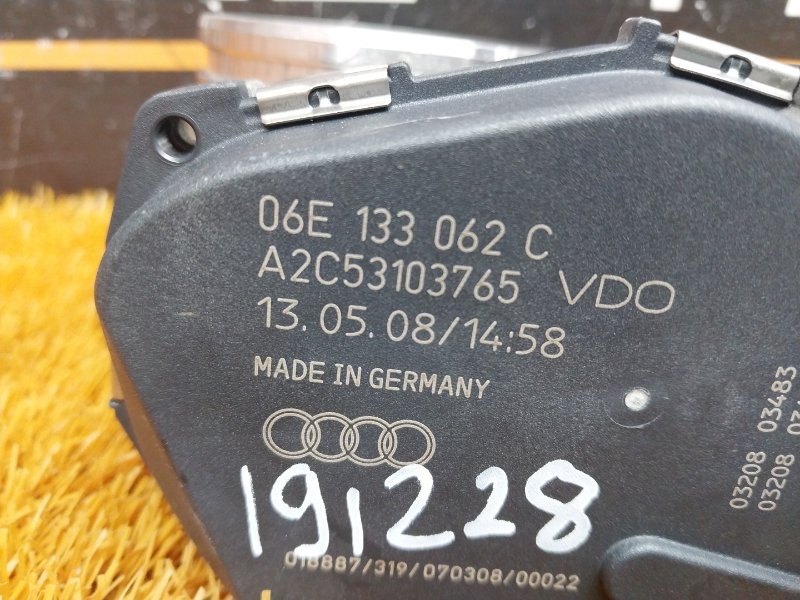 06E 133 062 C
A2C53103765 VDO
13.05.08/14:58
MADE IN GERMANY
191228
018887/319/070308/00022
03208 03483
03208